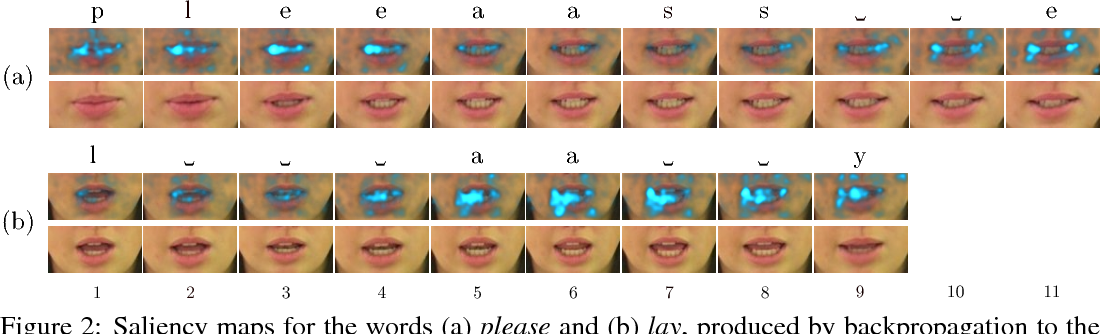 p l e e a a s s ␣ ␣ e
(a)
l ␣ ␣ ␣ a a ␣ ␣ y
(b)
1 2 3 4 5 6 7 8 9 10 11
Figure 2: Saliency maps for the words (a) please and (b) lay, produced by backpropagation to the